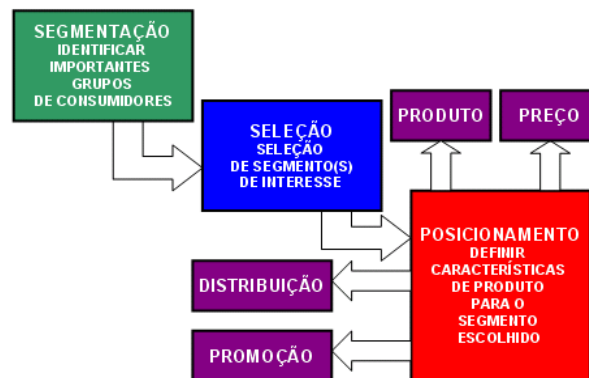 SEGMENTAÇÃO
IDENTIFICAR
IMPORTANTES
GRUPOS
DE CONSUMIDORES
SELEÇÃO
SELEÇÃO
DE SEGMENTO(S)
DE INTERESSE
PRODUTO
PREÇO
POSICIONAMENTO
DEFINIR
CARACTERÍSTICAS
DE PRODUTO
PARA O
SEGMENTO
ESCOLHIDO
DISTRIBUIÇÃO
PROMOÇÃO